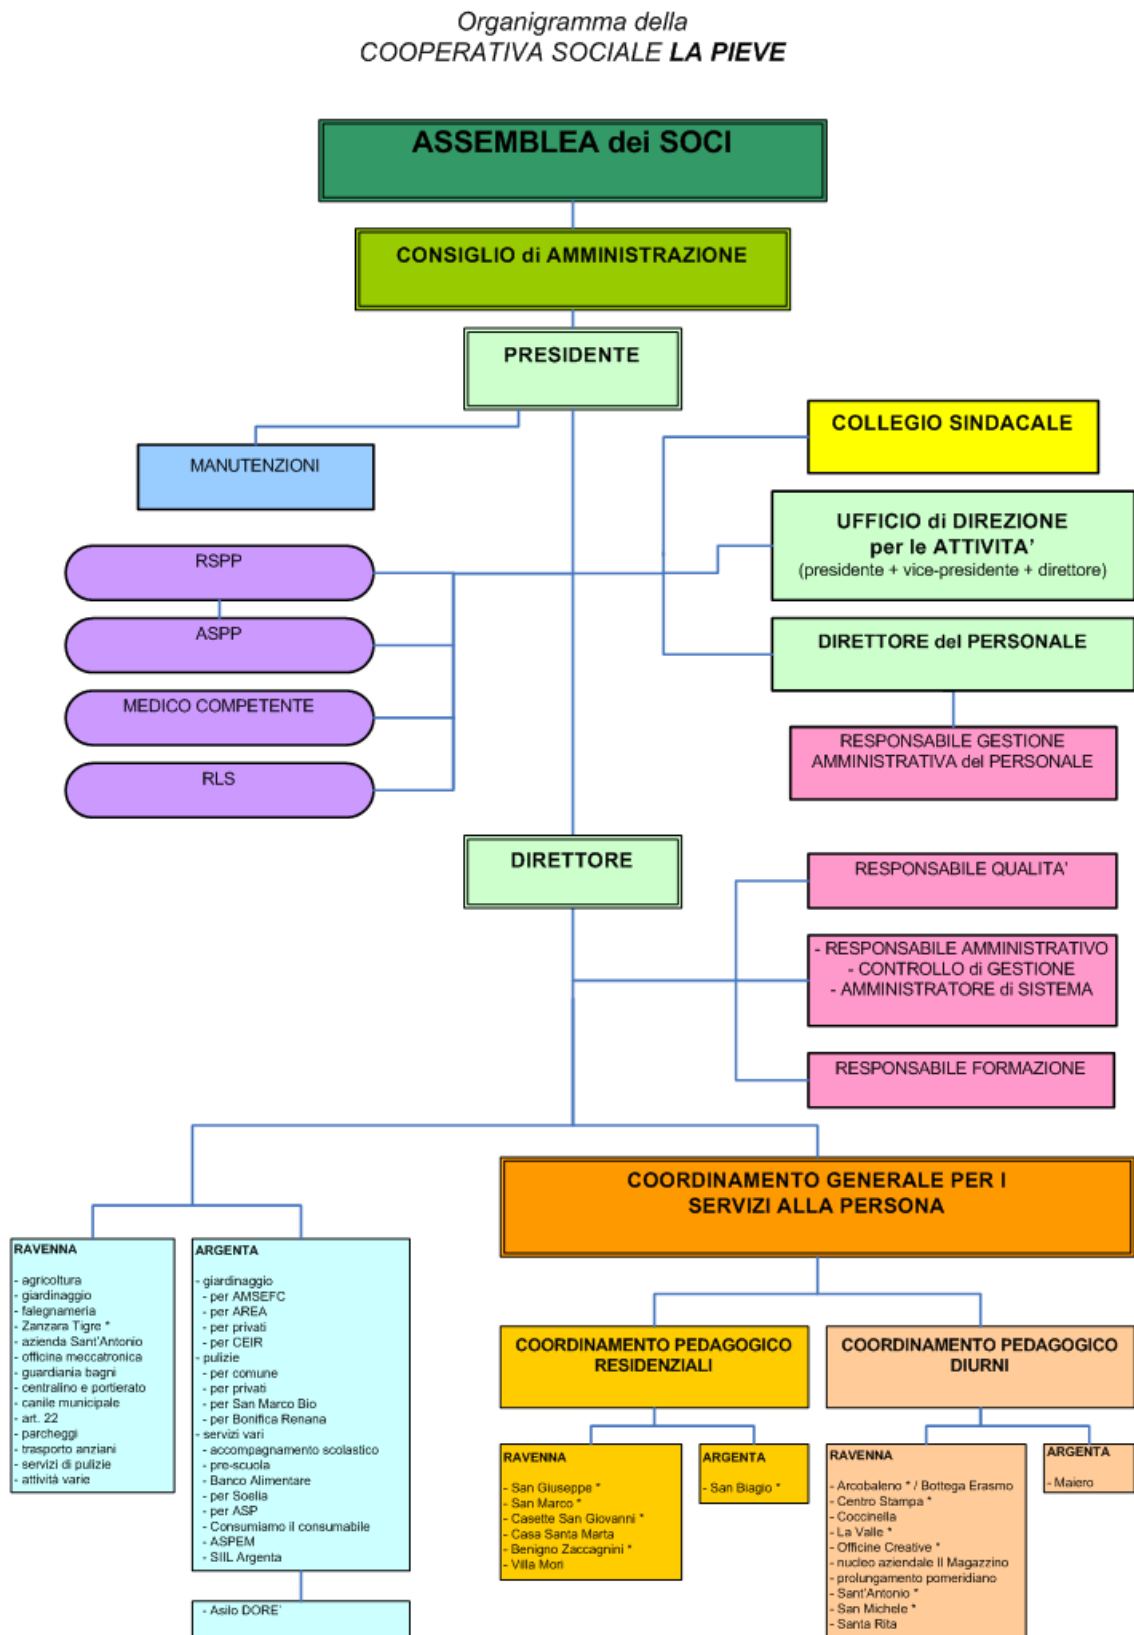 Organigramma della
COOPERATIVA SOCIALE LA PIEVE
ASSEMBLEA dei SOCI
CONSIGLIO di AMMINISTRAZIONE
PRESIDENTE
COLLEGIO SINDACALE
MANUTENZIONI
UFFICIO di DIREZIONE
per le ATTIVITA'
(presidente + vice-presidente + direttore)
RSPP
ASPP
DIRETTORE del PERSONALE
MEDICO COMPETENTE
RESPONSABILE GESTIONE
AMMINISTRATIVA del PERSONALE
RLS
DIRETTORE
RESPONSABILE QUALITA'
- RESPONSABILE AMMINISTRATIVO
- CONTROLLO di GESTIONE
- AMMINISTRATORE di SISTEMA
RESPONSABILE FORMAZIONE
COORDINAMENTO GENERALE PER I
SERVIZI ALLA PERSONA
RAVENNA
- agricoltura
- giardinaggio
- falegnameria
- Zanzara Tigre *
- azienda Sant'Antonio
- officina meccatronica
- guardiania bagni
- centralino e portierato
- canile municipale
- art. 22
- parcheggi
- trasporto anziani
- servizi di pulizie
- attività varie
ARGENTA
- giardinaggio
- per AMSEFC
- per AREA
- per privati
- per CEIR
- pulizie
- per comune
- per privati
- per San Marco Bio
- per Bonifica Renana
- servizi vari
- accompagnamento scolastico
- pre-scuola
- Banco Alimentare
- per Soelia
- per ASP
- Consumiamo il consumabile
- ASPEM
- SIIL Argenta
- Asilo DORE'
COORDINAMENTO PEDAGOGICO
RESIDENZIALI
COORDINAMENTO PEDAGOGICO
DIURNI
RAVENNA
- San Giuseppe *
- San Marco *
- Casette San Giovanni *
- Casa Santa Marta
- Benigno Zaccagnini *
- Villa Mori
ARGENTA
- San Biagio *
RAVENNA
- Arcobaleno * / Bottega Erasmo
- Centro Stampa *
- Coccinella
- La Valle *
- Officine Creative *
- nucleo aziendale Il Magazzino
- prolungamento pomeridiano
- Sant'Antonio *
- San Michele *
- Santa Rita
ARGENTA
- Maiero